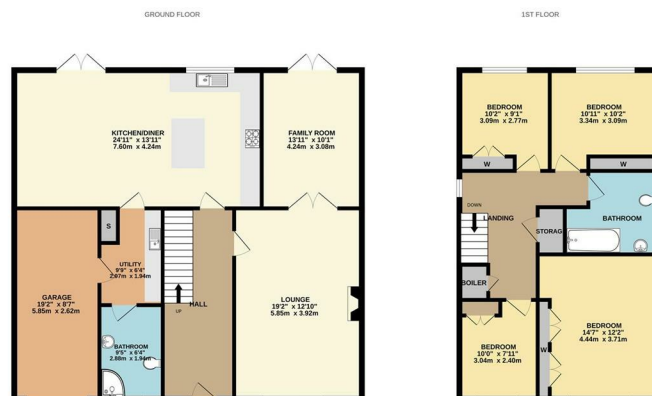 GROUND FLOOR
KITCHEN/DINER
24'11" x 13'11"
7.60m x 4.24m
FAMILY ROOM
13'11" x 10'1"
4.24m x 3.08m
S
UTILITY
9'9" x 6'4"
2.97m x 1.94m
GARAGE
19'2" x 8'7"
5.85m x 2.62m
UP
HALL
LOUNGE
19'2" x 12'10"
5.85m x 3.92m
BATHROOM
9'5" x 6'4"
2.88m x 1.94m
1ST FLOOR
BEDROOM
10'2" x 9'1"
3.09m x 2.77m
BEDROOM
10'11" x 10'2"
3.34m x 3.09m
W
W
DOWN
LANDING
STORAG
BATHROOM
BOILER
BEDROOM
14'7" x 12'2"
4.44m x 3.71m
W
BEDROOM
10'0" x 7'11"
3.04m x 2.40m